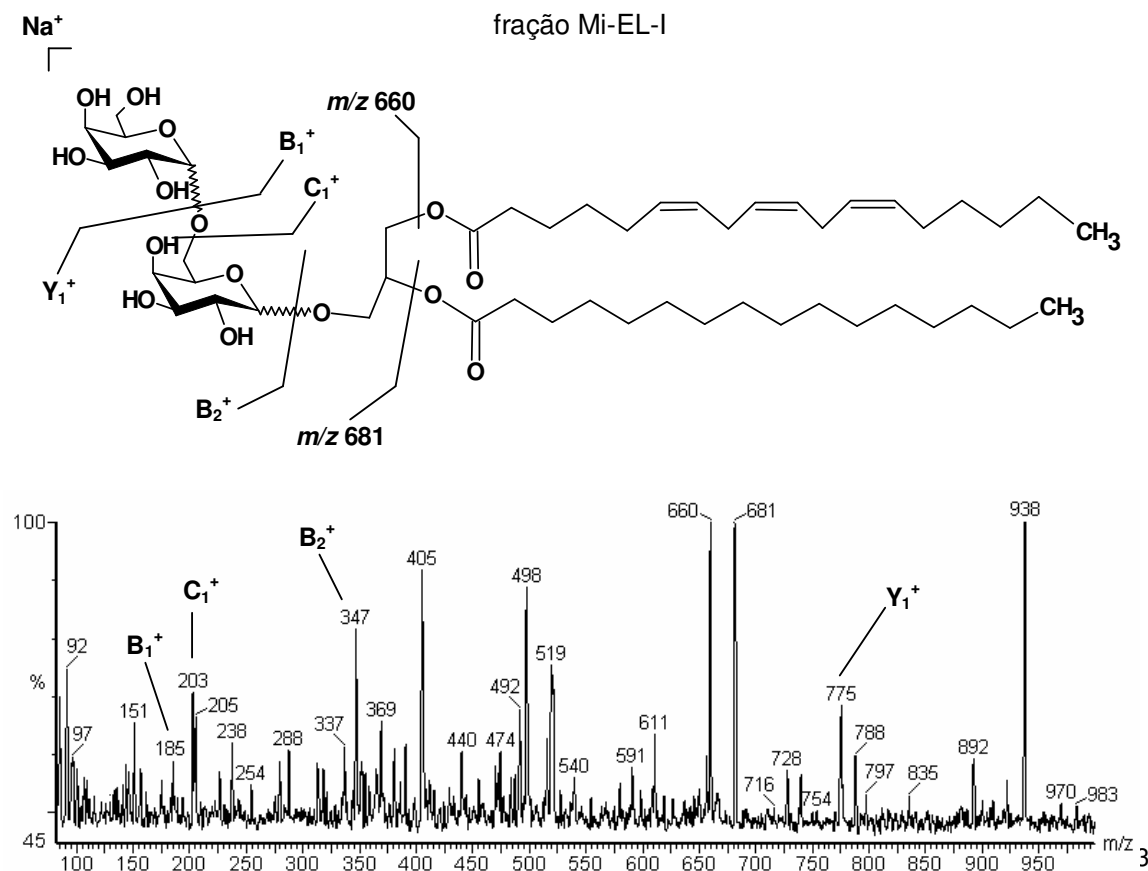 Na⁺
fração Mi-EL-I
OH
OH
m/z 660
O
B₁⁺
HO
OH
OH
C₁⁺
O
O
OH
CH₃
Y₁⁺
O
O
HO
O
O
OH
OH
CH₃
O
B₂⁺
m/z 681
100
B₂⁺
660
681
938
C₁⁺
405
498
Y₁⁺
B₁⁺
347
92
203
519
775
%
151
205
492
97
185
238
288
337
369
440
474
611
788
254
540
591
728
892
716
754
797
835
970
983
45
100
150
200
250
300
350
400
450
500
550
600
650
700
750
800
850
900
950
m/z
3